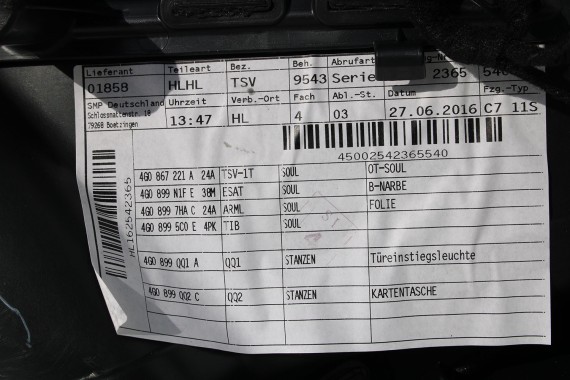 Lieferant Teileart Bez. Beh. Abrufart
01858 HLHL TSV 9543 Serie 2365
SMP Deutschland Uhrzeit Verb.-Ort Fach Abl.-St. Datum Fzg.-Typ
Schlossmattenstr. 18
79268 Boetzingen 13:47 HL 4 03 27.06.2016 C7 11S
45002542365540
HL162542365
4G0 867 221 A 24A TSV-1T SOUL OT-SOUL
4G0 899 N1F E 38M ESAT SOUL B-NARBE
4G0 899 7HA C 24A ARML SOUL FOLIE
4G0 899 5C0 E 4PK TIB SOUL
4G0 899 QQ1 A QQ1 STANZEN Türeinstiegsleuchte
4G0 899 QQ2 C QQ2 STANZEN KARTENTASCHE